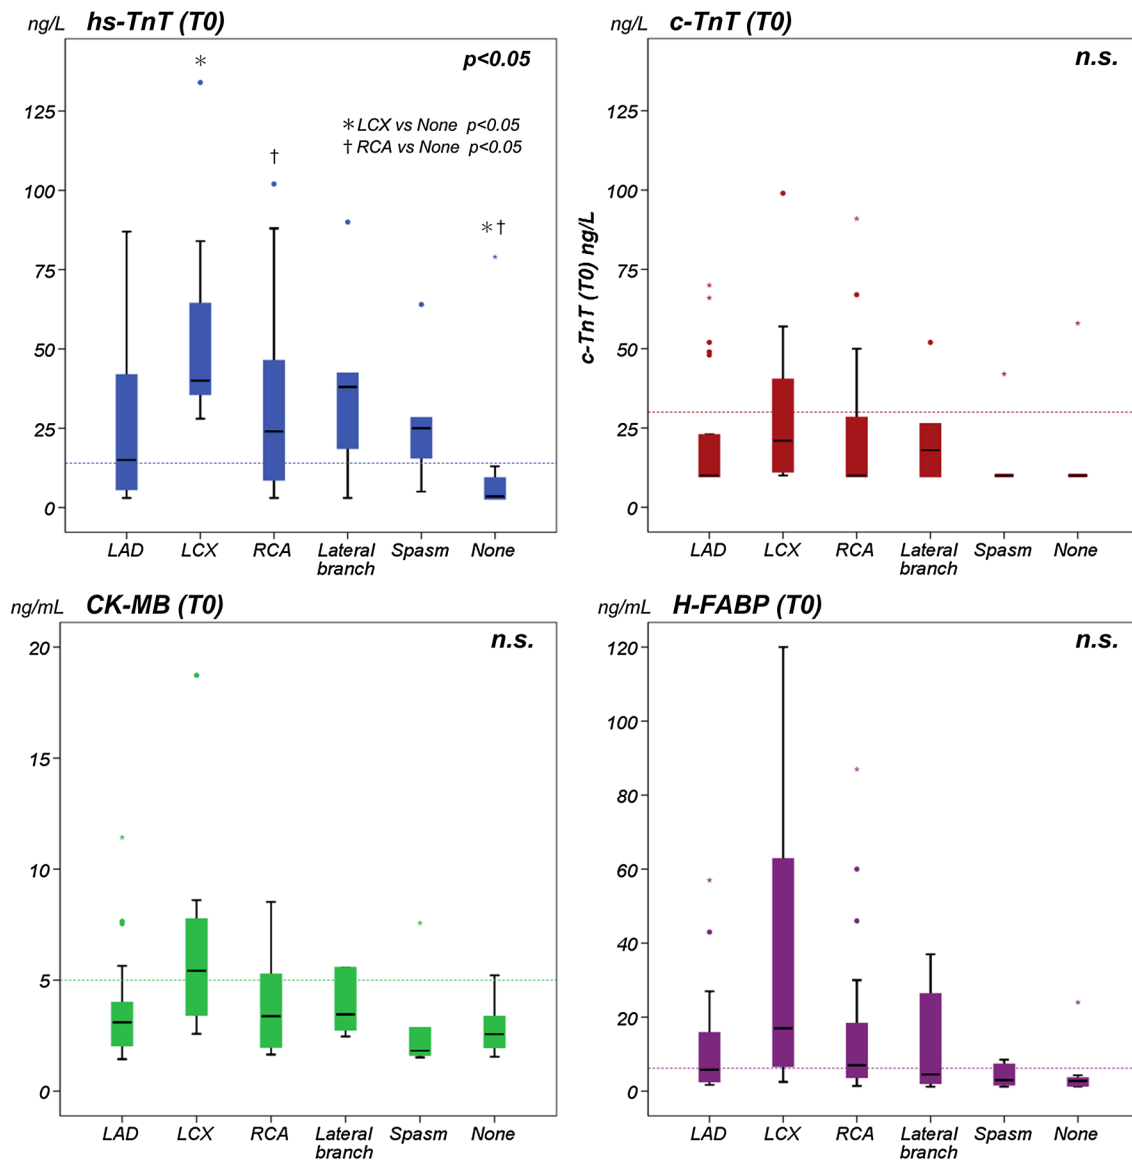 ng/L hs-TnT (T0)
p<0.05
*
∗ LCX vs None p<0.05
† RCA vs None p<0.05
†
∗ †
125
100
75
50
25
0
LAD LCX RCA Lateral branch Spasm None
ng/L c-TnT (T0)
n.s.
c-TnT (T0) ng/L
125
100
75
50
25
0
LAD LCX RCA Lateral branch Spasm None
ng/mL CK-MB (T0)
n.s.
20
15
10
5
0
LAD LCX RCA Lateral branch Spasm None
ng/mL H-FABP (T0)
n.s.
120
100
80
60
40
20
0
LAD LCX RCA Lateral branch Spasm None